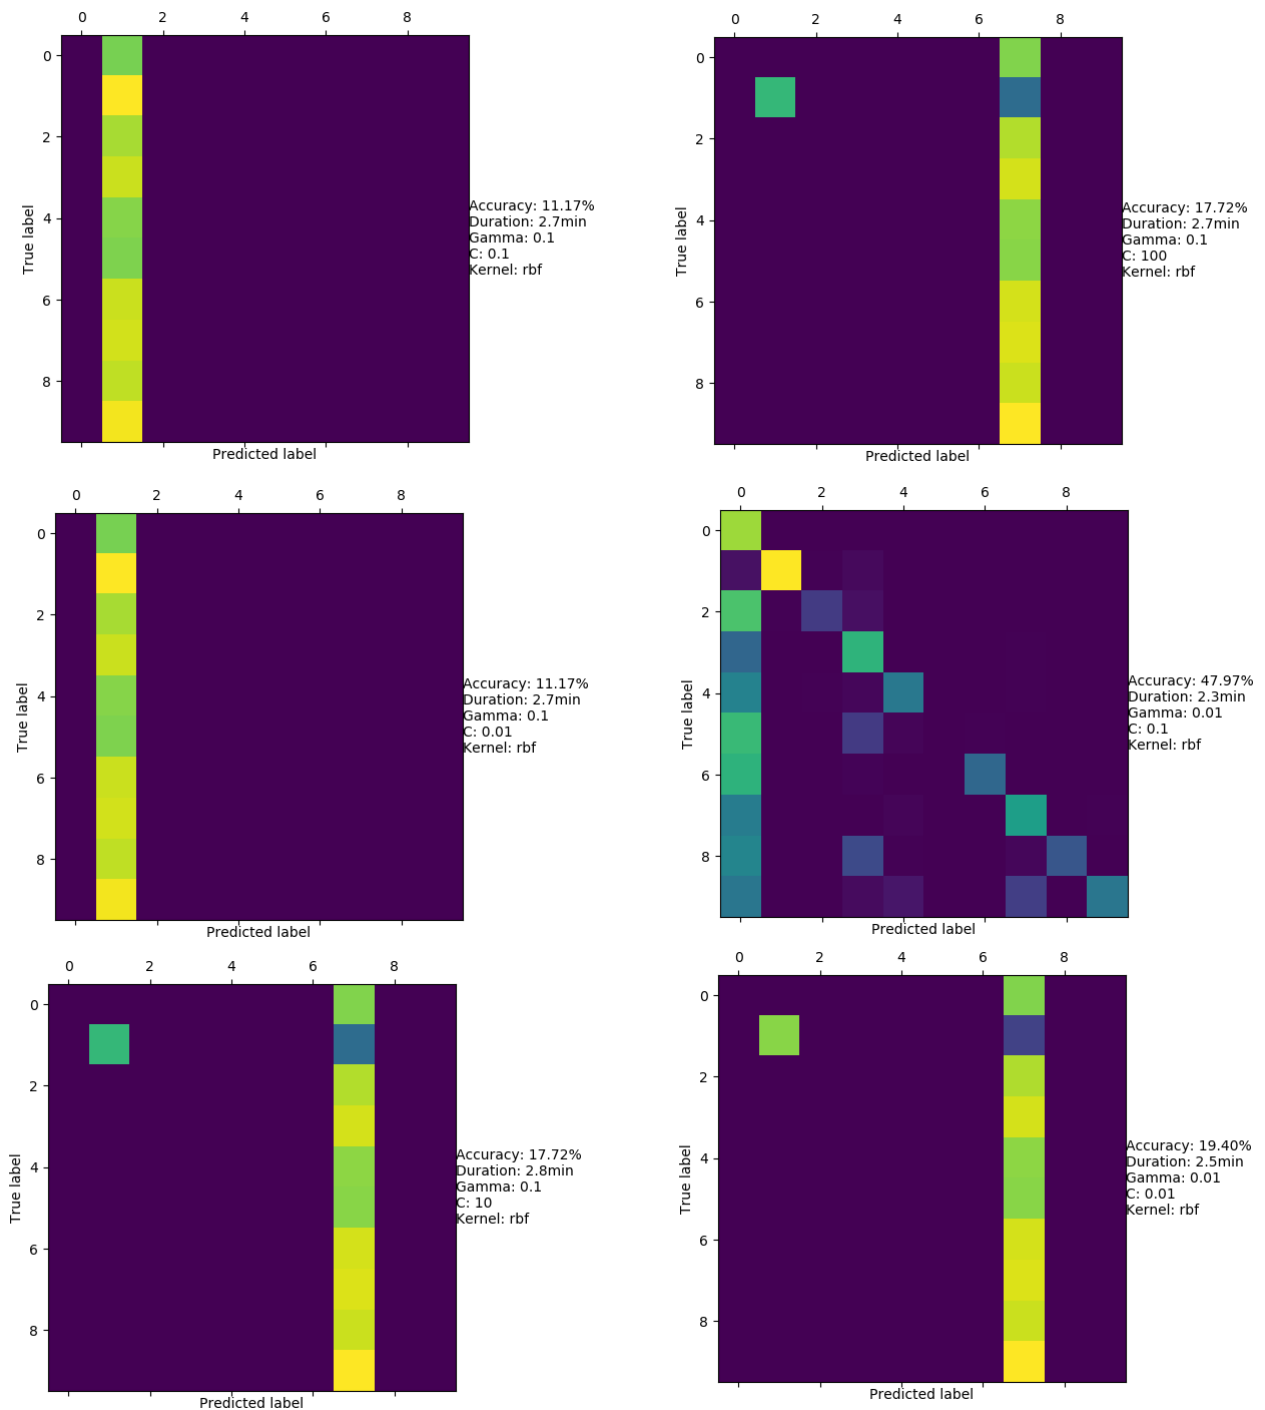 0 2 4 6 8
0
2
4
6
8
True label
Predicted label
Accuracy: 11.17%
Duration: 2.7min
Gamma: 0.1
C: 0.1
Kernel: rbf
0 2 4 6 8
0
2
4
6
8
True label
Predicted label
Accuracy: 17.72%
Duration: 2.7min
Gamma: 0.1
C: 100
Kernel: rbf
0 2 4 6 8
0
2
4
6
8
True label
Predicted label
Accuracy: 11.17%
Duration: 2.7min
Gamma: 0.1
C: 0.01
Kernel: rbf
0 2 4 6 8
0
2
4
6
8
True label
Predicted label
Accuracy: 47.97%
Duration: 2.3min
Gamma: 0.01
C: 0.1
Kernel: rbf
0 2 4 6 8
0
2
4
6
8
True label
Predicted label
Accuracy: 17.72%
Duration: 2.8min
Gamma: 0.1
C: 10
Kernel: rbf
0 2 4 6 8
0
2
4
6
8
True label
Predicted label
Accuracy: 19.40%
Duration: 2.5min
Gamma: 0.01
C: 0.01
Kernel: rbf